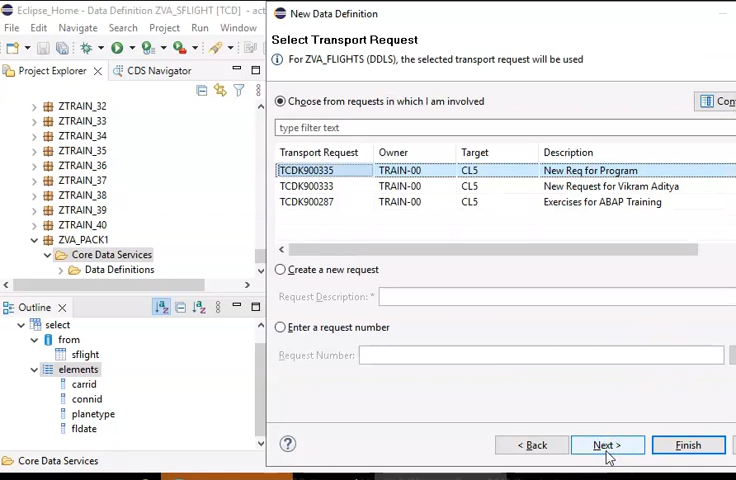 Eclipse_Home - Data Definition ZVA_SFLIGHT [TCD] - act
File Edit Navigate Search Project Run Window
Project Explorer CDS Navigator
ZTRAIN_32
ZTRAIN_33
ZTRAIN_34
ZTRAIN_35
ZTRAIN_36
ZTRAIN_37
ZTRAIN_38
ZTRAIN_39
ZTRAIN_40
ZVA_PACK1
Core Data Services
Data Definitions
Outline
select
from
sflight
elements
carrid
connid
planetype
fldate
Core Data Services
New Data Definition
Select Transport Request
For ZVA_FLIGHTS (DDLS), the selected transport request will be used
Choose from requests in which I am involved
Con
type filter text
Transport Request Owner Target Description
TCDK900335 TRAIN-00 CL5 New Req for Program
TCDK900333 TRAIN-00 CL5 New Request for Vikram Aditya
TCDK900287 TRAIN-00 CL5 Exercises for ABAP Training
Create a new request
Request Description: *
Enter a request number
Request Number:
? < Back Next > Finish